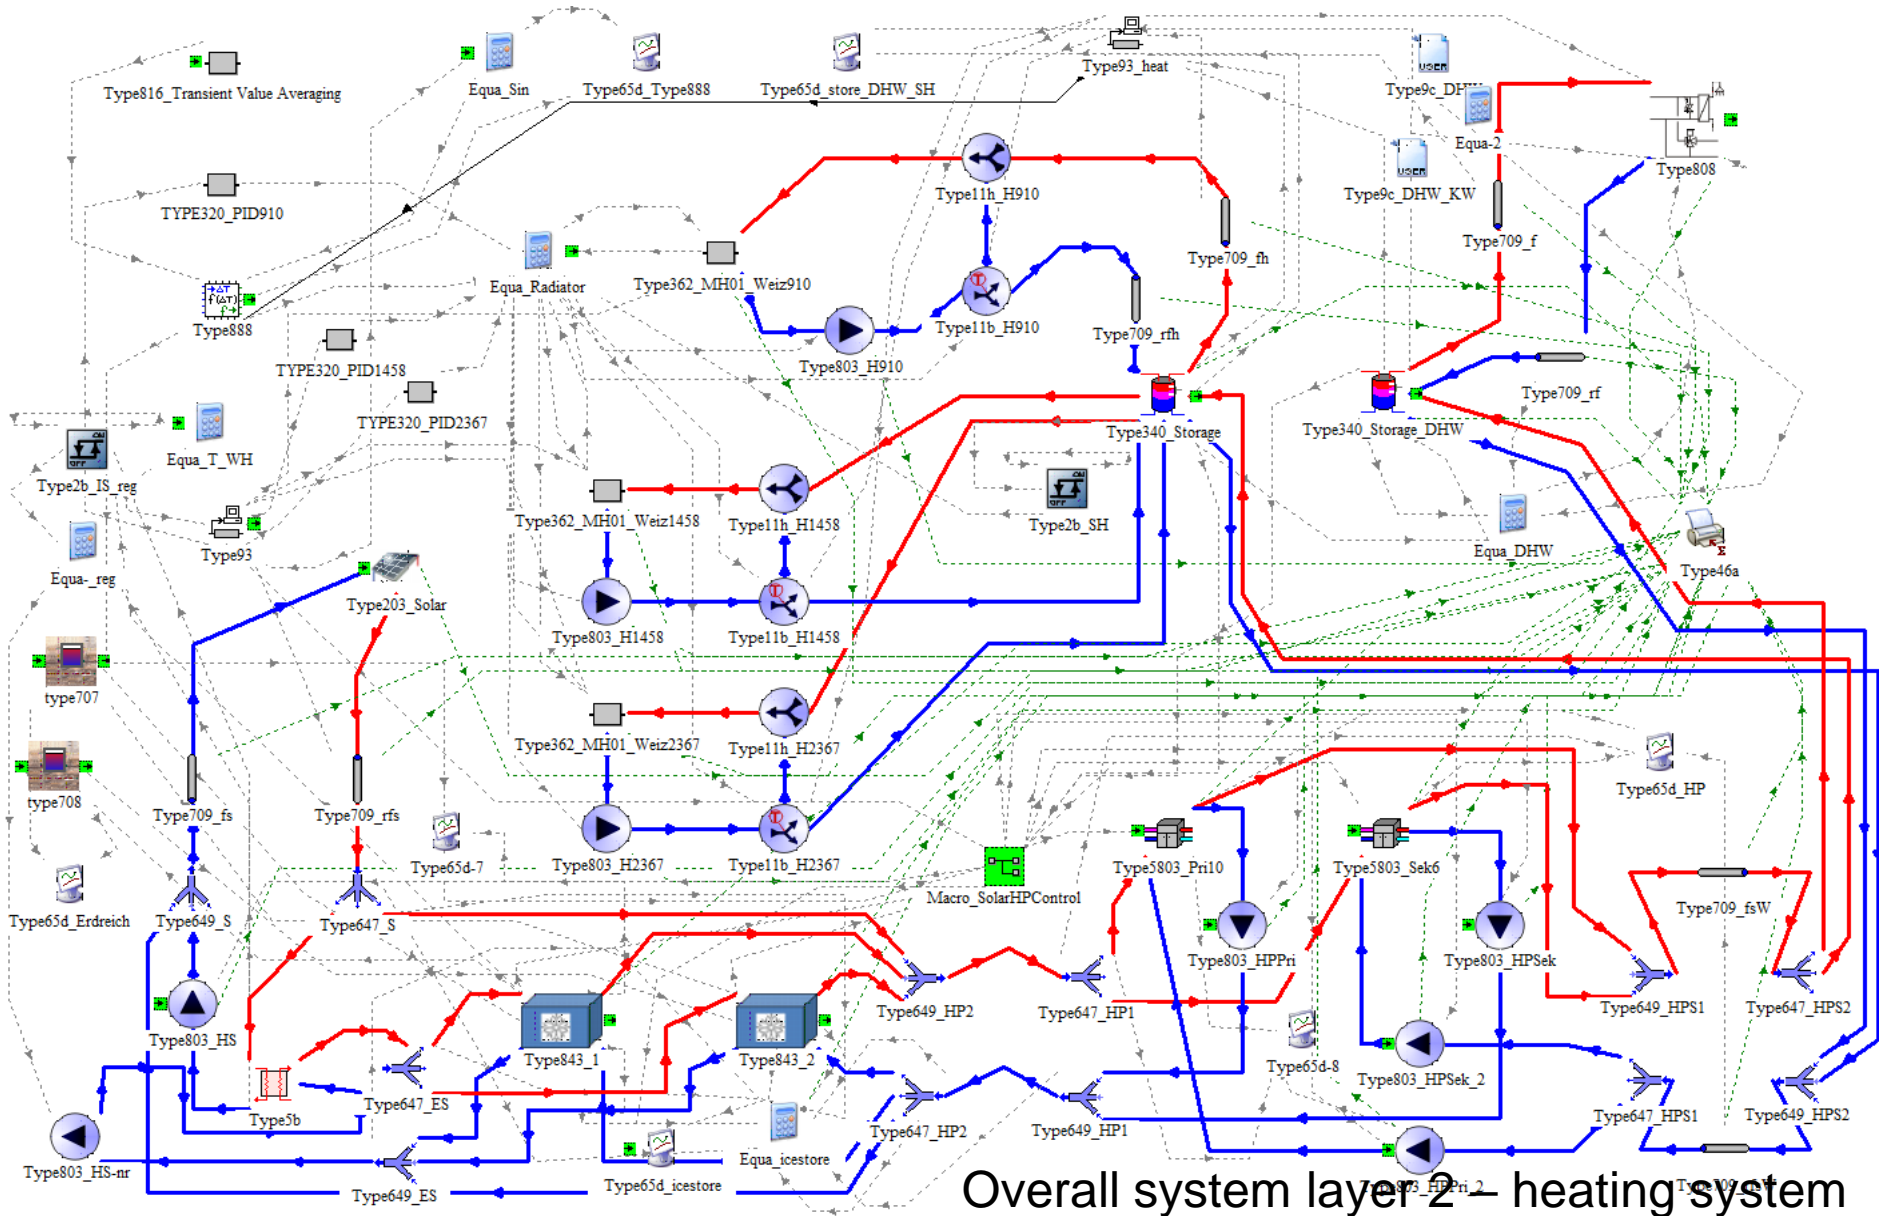 Type816_Transient Value Averaging
Equa_Sin
Type65d_Type888
Type65d_store_DHW_SH
Type93_heat
Equa-2
Type808
TYPE320_PID910
Type11h_H910
Type9c_DHW_KW
Type709_f
Equa_Radiator
Type362_MH01_Weiz910
Type709_fh
Type888
Type11b_H910
Type709_rfh
TYPE320_PID1458
Type803_H910
Type709_rf
TYPE320_PID2367
Type340_Storage
Type340_Storage_DHW
Equa_T_WH
Type2b_IS_reg
Type362_MH01_Weiz1458
Type11h_H1458
Type2b_SH
Equa_DHW
Type93
Equa-_reg
Type46a
Type203_Solar
Type803_H1458
Type11b_H1458
type707
Type362_MH01_Weiz2367
Type11h_H2367
type708
Type65d_HP
Type709_fs
Type709_rfs
Type65d-7
Type803_H2367
Type11b_H2367
Type5803_Pri10
Type5803_Sek6
Macro_SolarHPControl
Type65d_Erdreich
Type649_S
Type647_S
Type709_fsW
Type803_HPPri
Type803_HPSek
Type649_HP2
Type647_HP1
Type649_HPS1
Type647_HPS2
Type803_HS
Type843_1
Type843_2
Type65d-8
Type803_HPSek_2
Type5b
Type647_ES
Type647_HP2
Type649_HP1
Type647_HPS1
Type649_HPS2
Type803_HS-nr
Equa_icestore
Type649_ES
Type65d_icestore
Type803_HPPri_2
Type709_rfsW
Overall system layer 2 – heating system